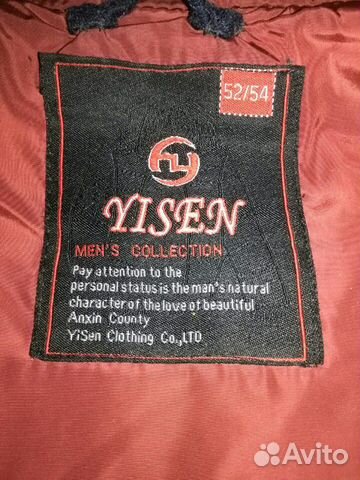 52/54
YISEN
MEN'S COLLECTION
Pay attention to the
personal status is the man's natural
character of the love of beautiful
Anxin County
YiSen Clothing Co.,LTD
Avito